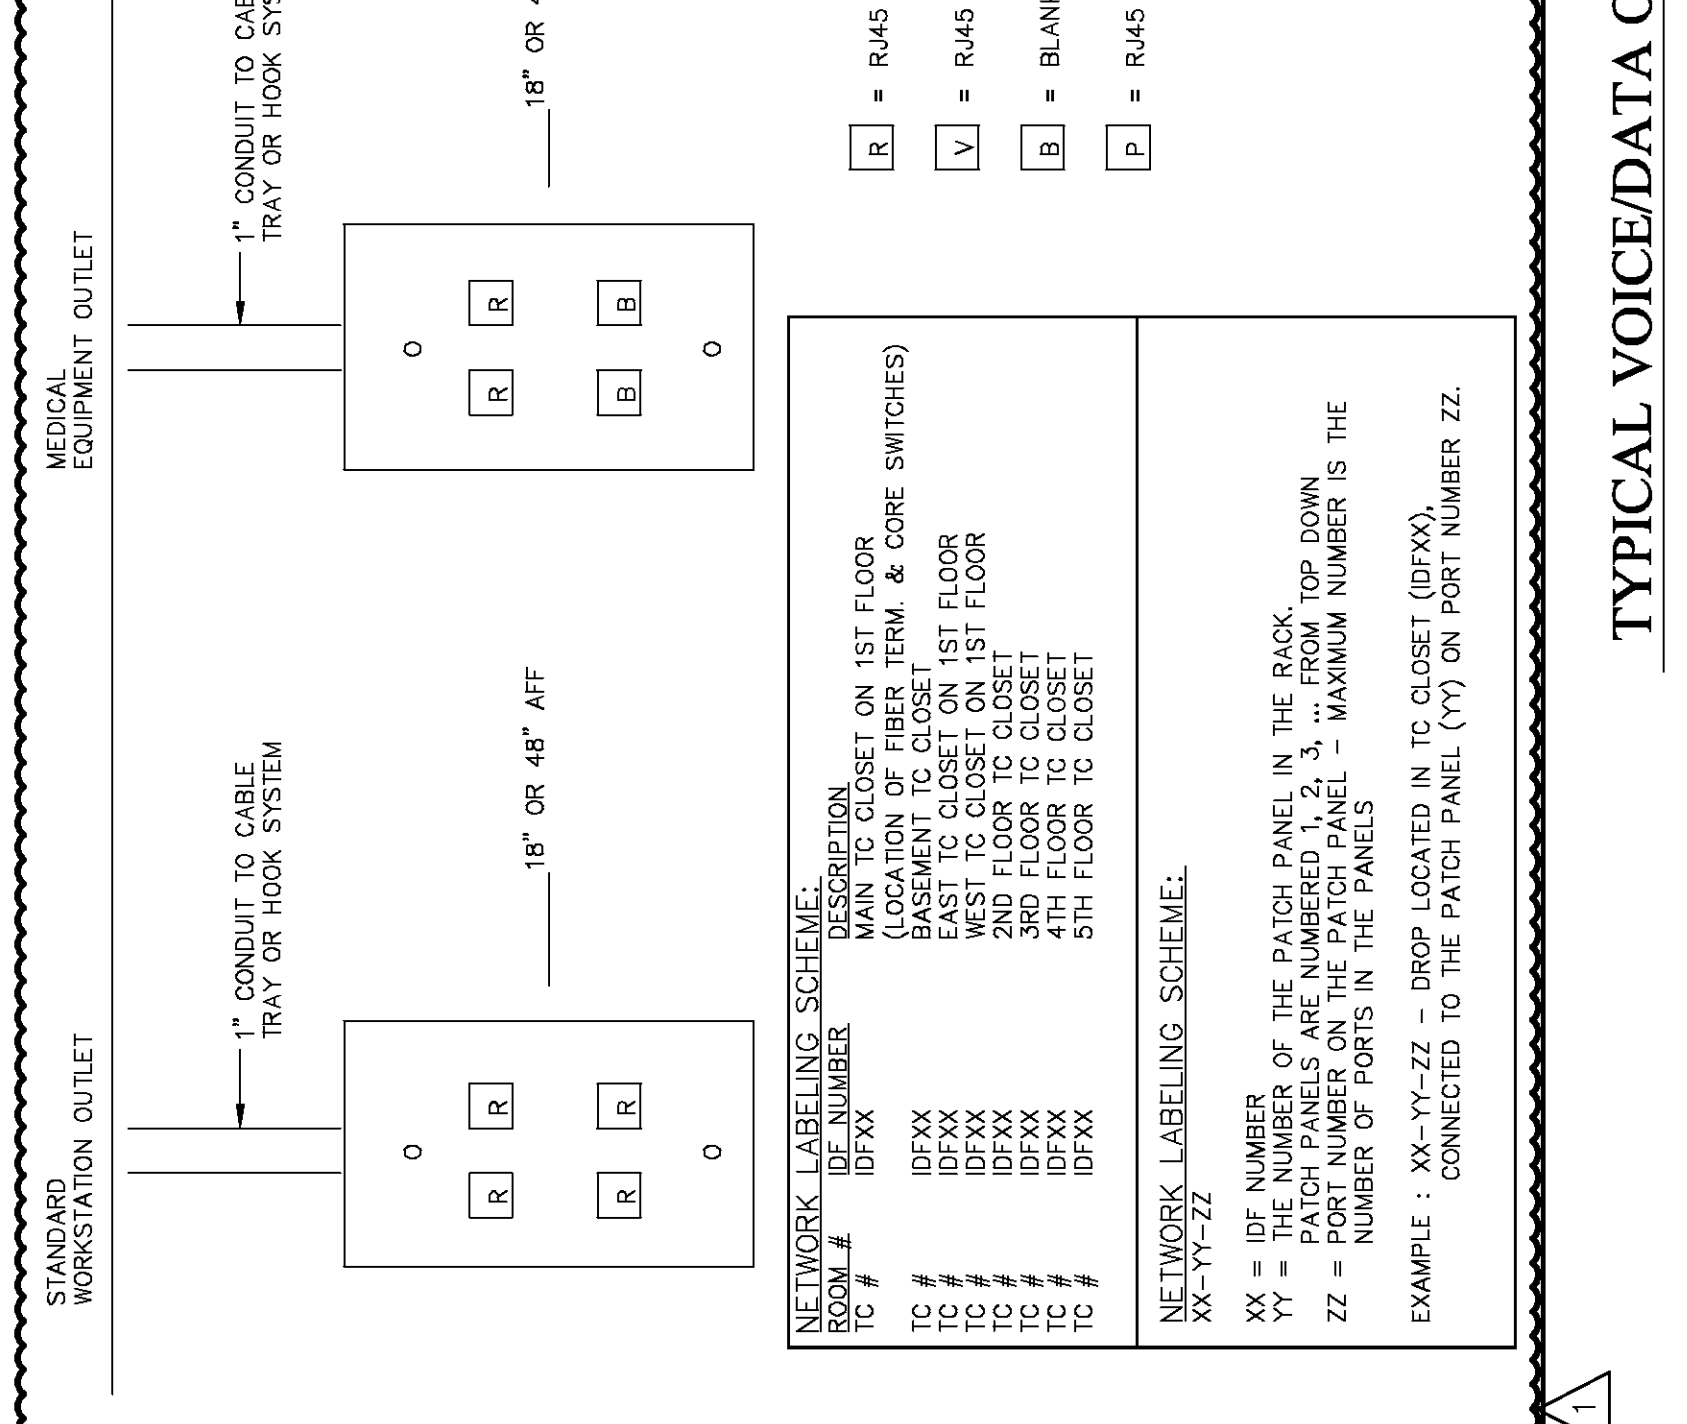 STANDARD
WORKSTATION OUTLET
1" CONDUIT TO CABLE
TRAY OR HOOK SYSTEM
R R
R R
18" OR 48" AFF
MEDICAL
EQUIPMENT OUTLET
1" CONDUIT TO
TRAY OR HOOK
R R
B B
18" OR
NETWORK LABELING SCHEME:
ROOM # IDF NUMBER DESCRIPTION
TC # IDFXX MAIN TC CLOSET ON 1ST FLOOR
(LOCATION OF FIBER TERM. & CORE SWITCHES)
TC # IDFXX BASEMENT TC CLOSET
TC # IDFXX EAST TC CLOSET ON 1ST FLOOR
TC # IDFXX WEST TC CLOSET ON 1ST FLOOR
TC # IDFXX 2ND FLOOR TC CLOSET
TC # IDFXX 3RD FLOOR TC CLOSET
TC # IDFXX 4TH FLOOR TC CLOSET
TC # IDFXX 5TH FLOOR TC CLOSET
NETWORK LABELING SCHEME:
XX-YY-ZZ
XX = IDF NUMBER
YY = THE NUMBER OF THE PATCH PANEL IN THE RACK.
PATCH PANELS ARE NUMBERED 1, 2, 3, ... FROM TOP DOWN
ZZ = PORT NUMBER ON THE PATCH PANEL - MAXIMUM NUMBER IS THE
NUMBER OF PORTS IN THE PANELS
EXAMPLE : XX-YY-ZZ - DROP LOCATED IN TC CLOSET (IDFXX),
CONNECTED TO THE PATCH PANEL (YY) ON PORT NUMBER ZZ.
R = RJ45
V = RJ45
B = BLANK
P = RJ45
TYPICAL VOICE/DATA
1